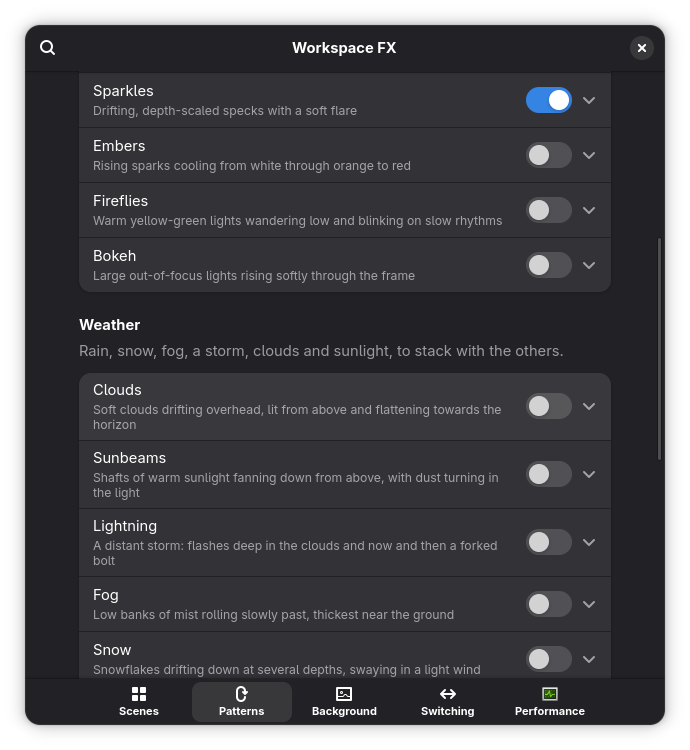 Workspace FX
Sparkles
Drifting, depth-scaled specks with a soft flare
Embers
Rising sparks cooling from white through orange to red
Fireflies
Warm yellow-green lights wandering low and blinking on slow rhythms
Bokeh
Large out-of-focus lights rising softly through the frame
Weather
Rain, snow, fog, a storm, clouds and sunlight, to stack with the others.
Clouds
Soft clouds drifting overhead, lit from above and flattening towards the
horizon
Sunbeams
Shafts of warm sunlight fanning down from above, with dust turning in
the light
Lightning
A distant storm: flashes deep in the clouds and now and then a forked
bolt
Fog
Low banks of mist rolling slowly past, thickest near the ground
Snow
Snowflakes drifting down at several depths, swaying in a light wind
Scenes
Patterns
Background
Switching
Performance